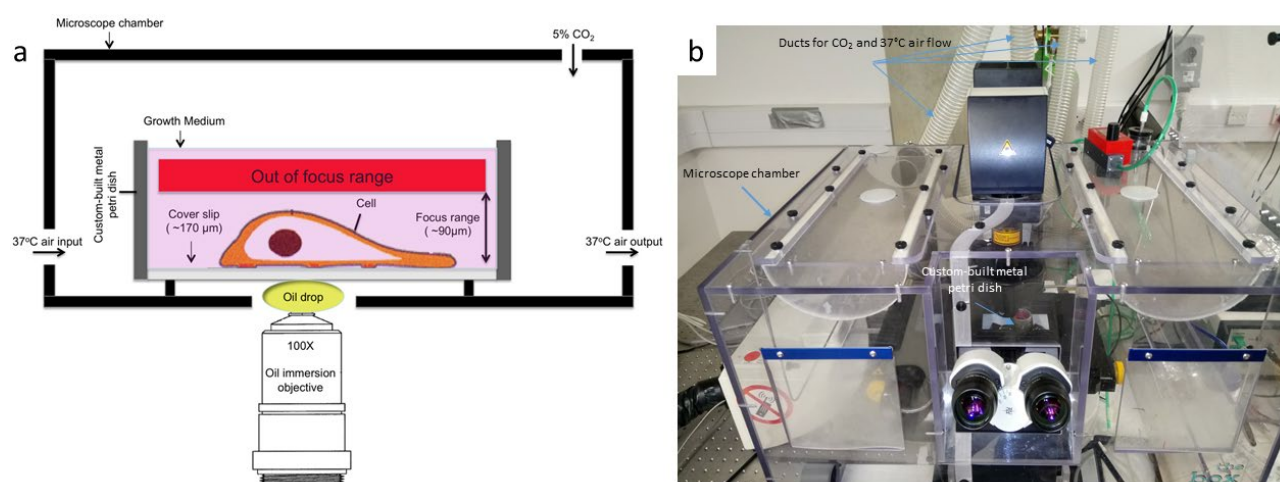 a
Microscope chamber
5% CO₂
Growth Medium
Custom-built metal
petri dish
Out of focus range
Cover slip
( ~170 μm)
Cell
Focus range
( ~90μm)
37°C air input
37°C air output
Oil drop
100X
Oil immersion
objective
b
Ducts for CO₂ and 37°C air flow
Microscope chamber
Custom-built metal
petri dish
the
box